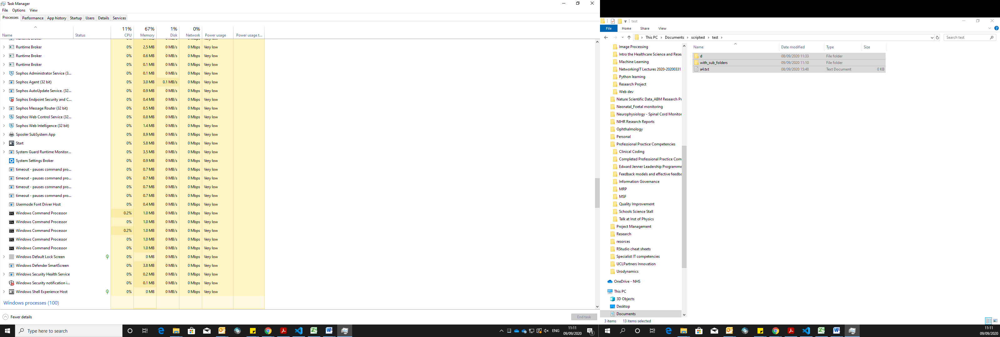 Task Manager
File Options View
Processes Performance App history Startup Users Details Services
11% 67% 1% 0%
Name Status CPU Memory Disk Network Power usage Power usage t...
Runtime Broker 0% 2.5 MB 0 MB/s 0 Mbps Very low
Runtime Broker 0% 0.6 MB 0 MB/s 0 Mbps Very low
Runtime Broker 0% 0.1 MB 0 MB/s 0 Mbps Very low
Sophos Administrator Service (3... 0% 0.1 MB 0 MB/s 0 Mbps Very low
Sophos Agent (32 bit) 0% 3.0 MB 0.1 MB/s 0 Mbps Very low
Sophos AutoUpdate Service. (32... 0% 0.9 MB 0 MB/s 0 Mbps Very low
Sophos Endpoint Security and C... 0% 0.4 MB 0 MB/s 0 Mbps Very low
Sophos Message Router (32 bit) 0% 0.5 MB 0 MB/s 0 Mbps Very low
Sophos Web Control Service (32... 0% 0.8 MB 0 MB/s 0 Mbps Very low
Sophos Web Intelligence (32 bit) 0% 1.4 MB 0 MB/s 0 Mbps Very low
Spooler SubSystem App 0% 8.9 MB 0 MB/s 0 Mbps Very low
Start 0% 5.8 MB 0 MB/s 0 Mbps Very low
System Guard Runtime Monitor... 0% 3.5 MB 0 MB/s 0 Mbps Very low
System Settings Broker 0% 0.9 MB 0 MB/s 0 Mbps Very low
timeout - pauses command pro... 0% 0.7 MB 0 MB/s 0 Mbps Very low
timeout - pauses command pro... 0% 0.7 MB 0 MB/s 0 Mbps Very low
timeout - pauses command pro... 0% 0.7 MB 0 MB/s 0 Mbps Very low
timeout - pauses command pro... 0% 0.7 MB 0 MB/s 0 Mbps Very low
Usermode Font Driver Host 0% 0.4 MB 0 MB/s 0 Mbps Very low
Windows Command Processor 0.2% 1.0 MB 0 MB/s 0 Mbps Very low
Windows Command Processor 0% 1.0 MB 0 MB/s 0 Mbps Very low
Windows Command Processor 0.2% 1.0 MB 0 MB/s 0 Mbps Very low
Windows Command Processor 0% 1.0 MB 0 MB/s 0 Mbps Very low
Windows Command Processor 0% 1.0 MB 0 MB/s 0 Mbps Very low
Windows Default Lock Screen 0% 0 MB 0 MB/s 0 Mbps Very low
Windows Defender SmartScreen 0% 3.8 MB 0 MB/s 0 Mbps Very low
Windows Security Health Service 0% 0.2 MB 0 MB/s 0 Mbps Very low
Windows Security notification i... 0% 0.1 MB 0 MB/s 0 Mbps Very low
Windows Shell Experience Host 0% 0 MB 0 MB/s 0 Mbps Very low
Windows processes (100)
Fewer details
End task
Type here to search
ENG
11:11
09/09/2020
1
test
File Home Share View
This PC > Documents > scriptest > test >
Search test
Name Date modified Type Size
d 08/09/2020 11:33 File folder
with_sub_folders 09/09/2020 11:10 File folder
a4.txt 08/09/2020 15:48 Text Document 0 KB
Image Processing
Intro the Healthcare Science and Resea
Machine Learning
NetworkingIT Lectures 2020-20200331
Python learning
Research Project
Web dev
Nature Scientific Data_ABM Research Pr
Neonatal_Foetal monitoring
Neurophysiology - Spinal Cord Monitor
NIHR Research Reports
Ophthalmology
Personal
Professional Practice Competencies
Clinical Coding
Completed Professional Practice Com
Edward Jenner Leadership Programme
Feedback models and effective feedba
Information Governance
MRP
MSF
Quality Improvement
Schools Science Stall
Talk at Inst of Physics
Project Management
Research
resorces
RStudio cheat sheets
Specialist IT competencies
UCLPartners Innovation
Urodynamics
OneDrive - NHS
This PC
3D Objects
Desktop
Documents
3 items 13 items selected
11:11
09/09/2020